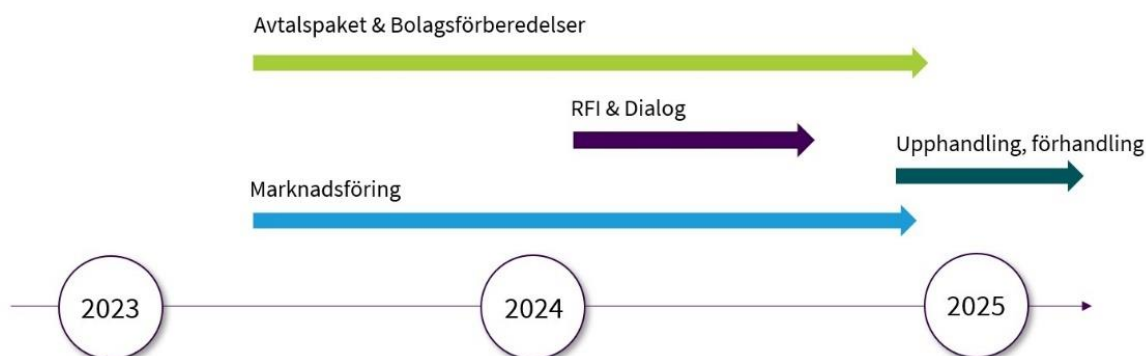 Avtalspaket & Bolagsförberedelser
RFI & Dialog
Upphandling, förhandling
Marknadsföring
2023
2024
2025